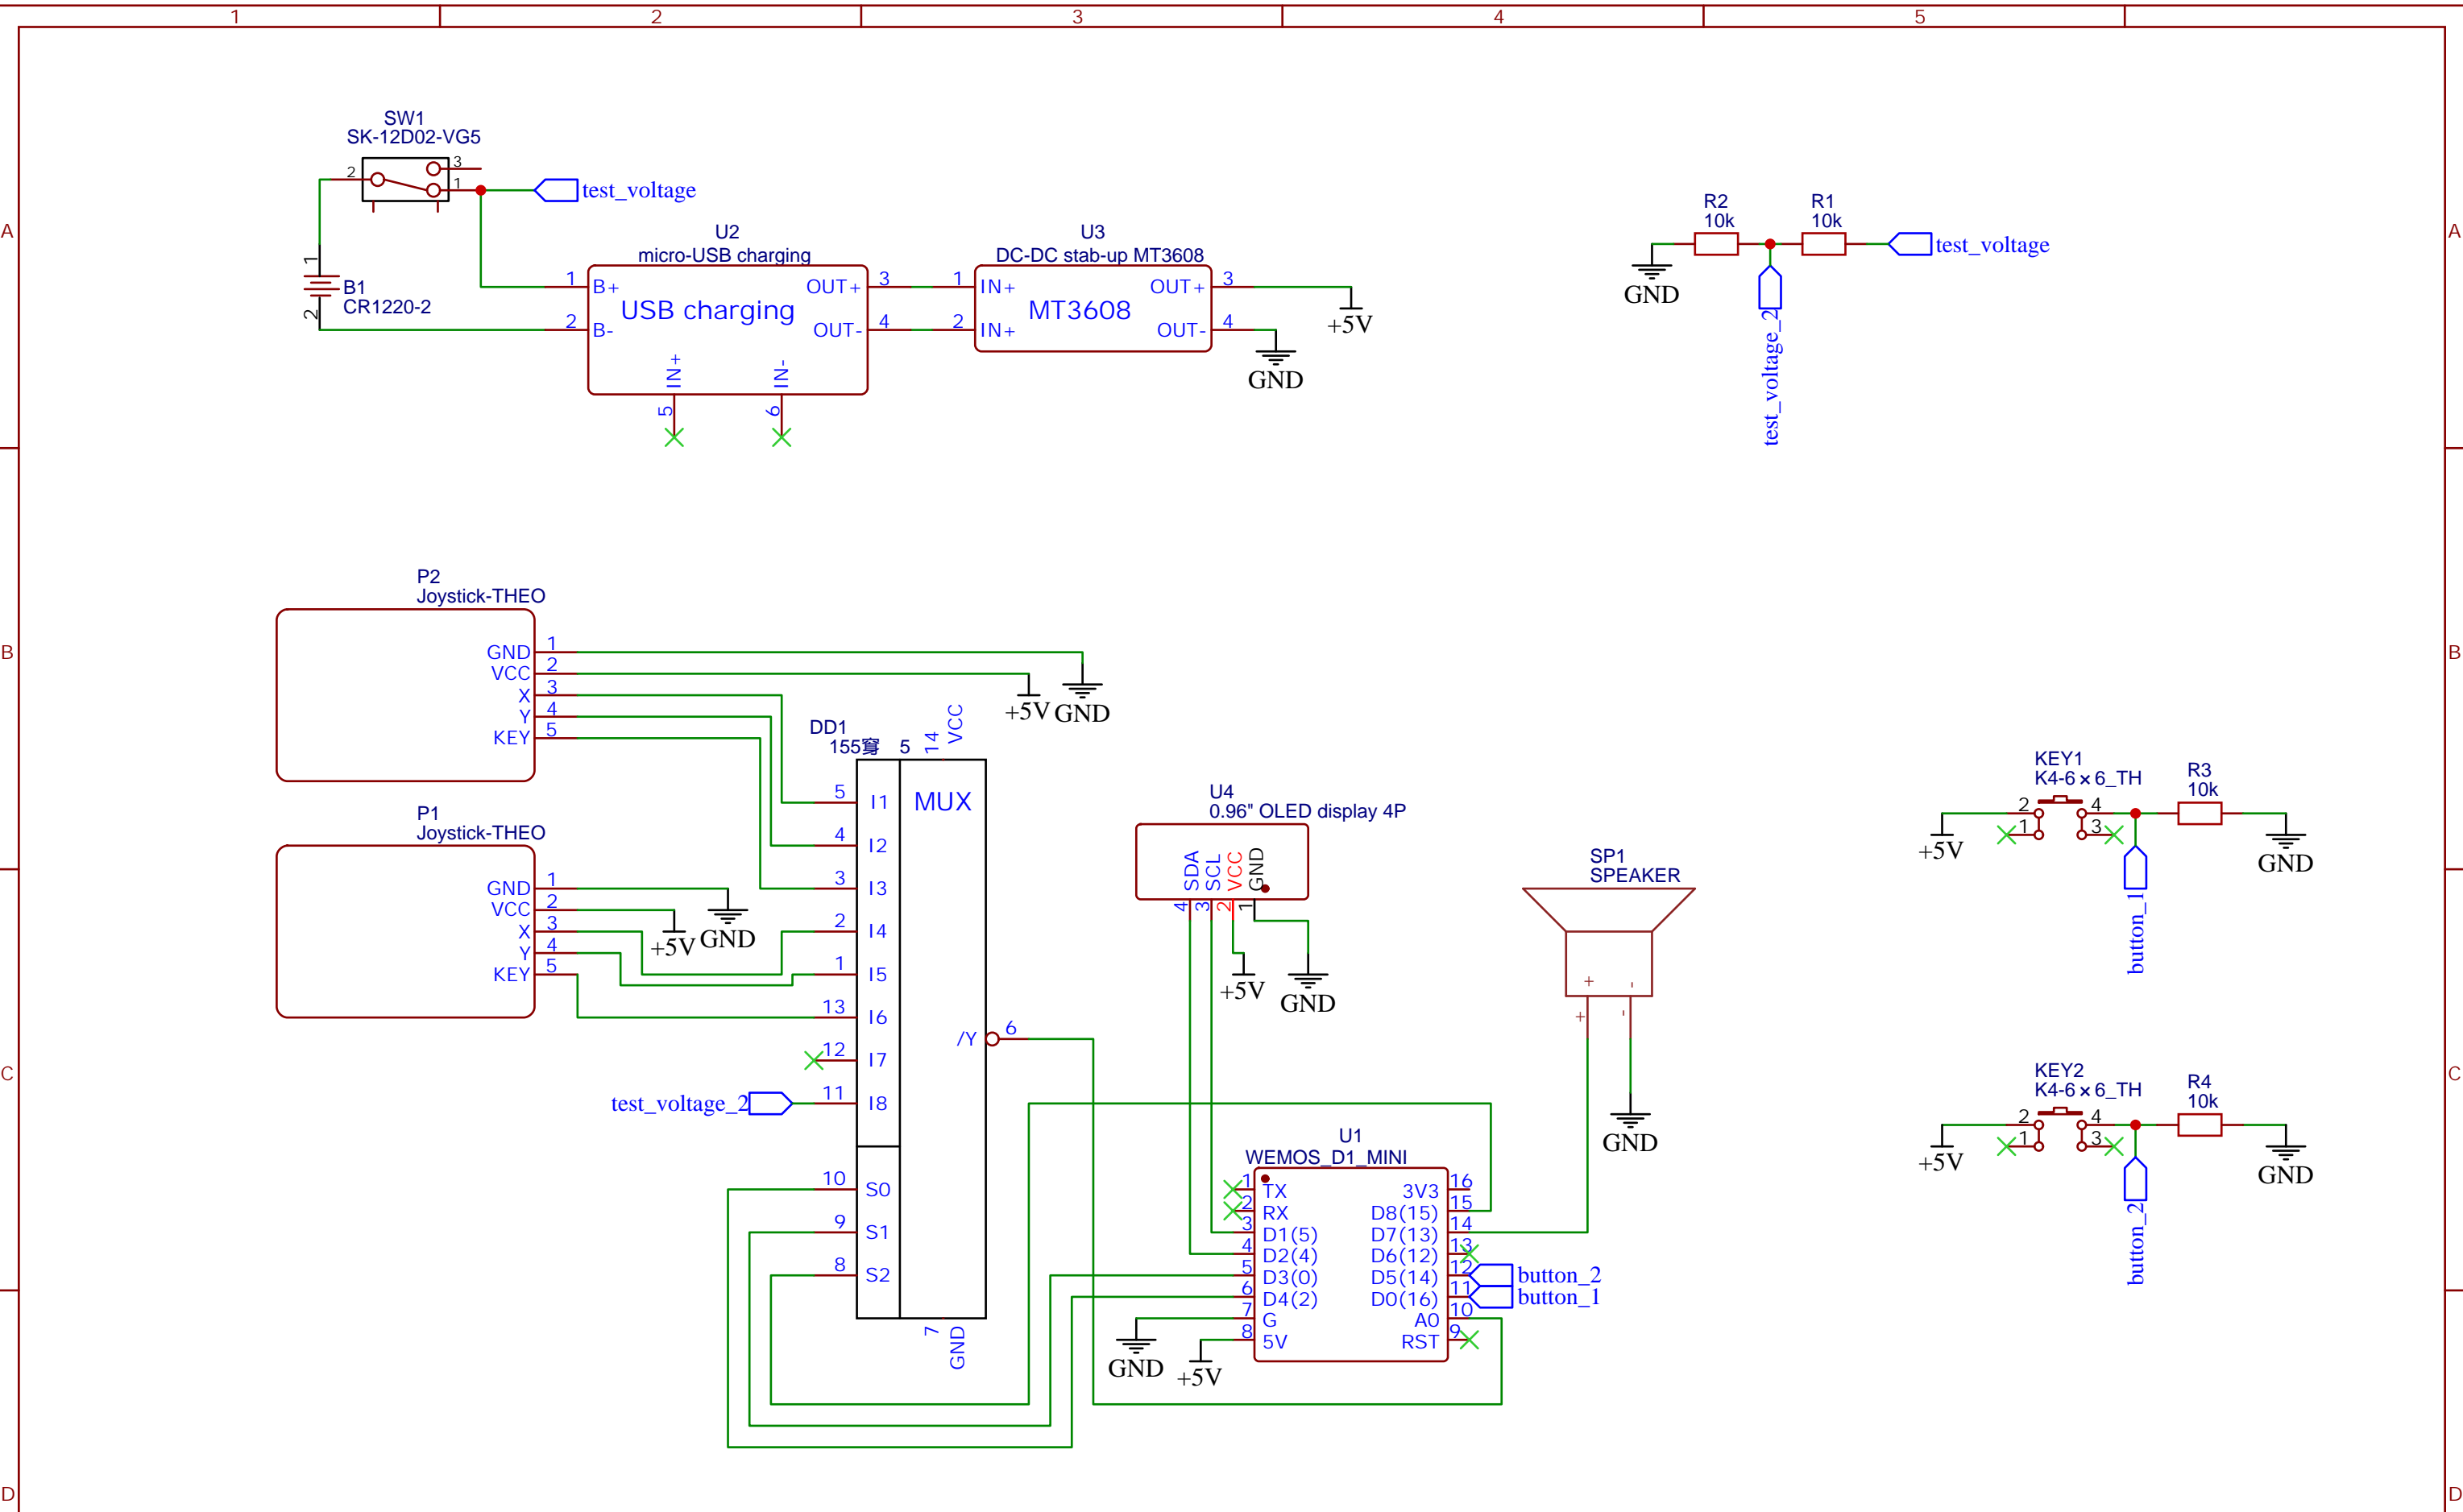 1 2 3 4 5
A
A
B
B
C
C
D
D
SW1
SK-12D02-VG5
2
3
1
test_voltage
1
2
B1
CR1220-2
U2
micro-USB charging
USB charging
1 B+
2 B-
OUT+ 3
OUT- 4
IN+
5
IN-
6
U3
DC-DC stab-up MT3608
MT3608
1 IN+
2 IN+
OUT+ 3
OUT- 4
+5V
GND
R2
10k
R1
10k
GND
test_voltage
test_voltage_2
P2
Joystick-THEO
GND 1
VCC 2
X 3
Y 4
KEY 5
+5V
GND
P1
Joystick-THEO
GND 1
VCC 2
X 3
Y 4
KEY 5
+5V
GND
DD1
155穿 5
14
VCC
MUX
5 I1
4 I2
3 I3
2 I4
1 I5
13 I6
12 I7
11 I8
test_voltage_2
10 S0
9 S1
8 S2
/Y 6
7
GND
U4
0.96" OLED display 4P
SDA
SCL
VCC
GND
4
3
2
1
+5V
GND
SP1
SPEAKER
+
-
+
-
GND
U1
WEMOS_D1_MINI
1 TX
2 RX
3 D1(5)
4 D2(4)
5 D3(0)
6 D4(2)
7 G
8 5V
3V3 16
D8(15) 15
D7(13) 14
D6(12) 13
D5(14) 12
D0(16) 11
A0 10
RST 9
button_2
button_1
GND
+5V
KEY1
K4-6×6_TH
2
1
4
3
R3
10k
+5V
GND
button_1
KEY2
K4-6×6_TH
2
1
4
3
R4
10k
+5V
GND
button_2